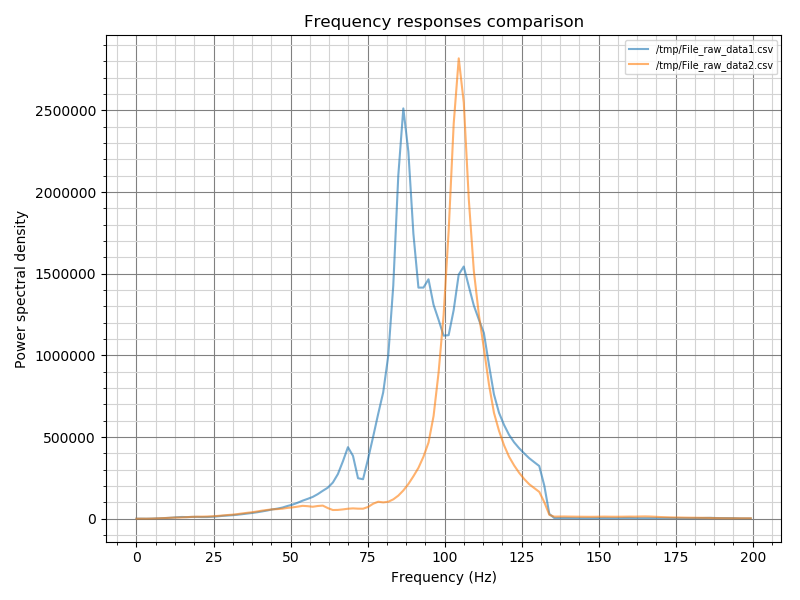 Frequency responses comparison
/tmp/File_raw_data1.csv
/tmp/File_raw_data2.csv
Power spectral density
2500000
2000000
1500000
1000000
500000
0
0 25 50 75 100 125 150 175 200
Frequency (Hz)